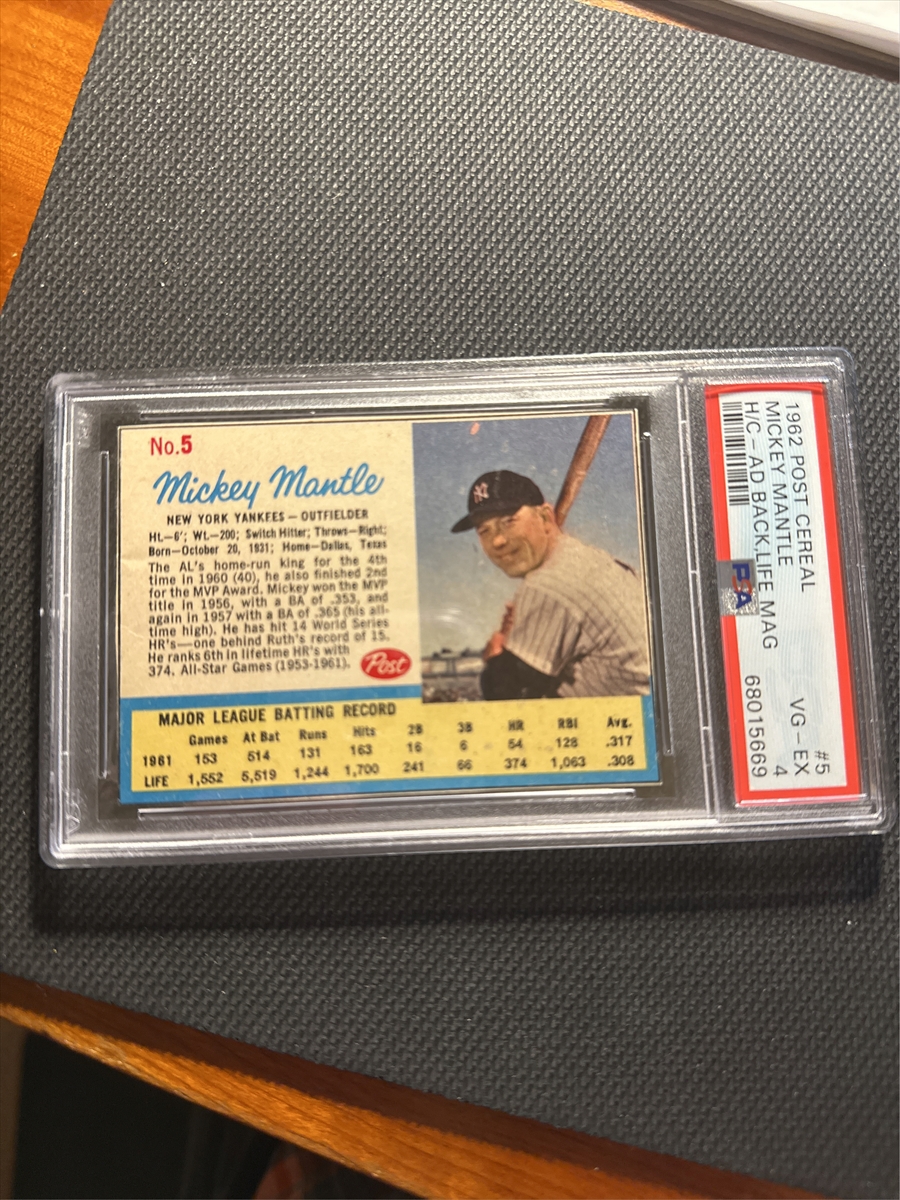 No.5
Mickey Mantle
NEW YORK YANKEES — OUTFIELDER
Ht.—6'; Wt.—200; Switch Hitter; Throws—Right;
Born—October 20, 1931; Home—Dallas, Texas
The AL's home-run king for the 4th
time in 1960 (40), he also finished 2nd
for the MVP Award. Mickey won the MVP
title in 1956, with a BA of .353, and
again in 1957 with a BA of .365 (his all-
time high). He has hit 14 World Series
HR's—one behind Ruth's record of 15.
He ranks 6th in lifetime HR's with
374. All-Star Games (1953-1961).
Post
NY
MAJOR LEAGUE BATTING RECORD
Games At Bat Runs Hits 2B 3B HR RBI Avg.
1961 153 514 131 163 16 6 54 128 .317
LIFE 1,552 5,519 1,244 1,700 241 66 374 1,063 .308
1962 POST CEREAL #5
MICKEY MANTLE VG-EX 4
H/C-AD BACK,LIFE MAG 68015669
PSA